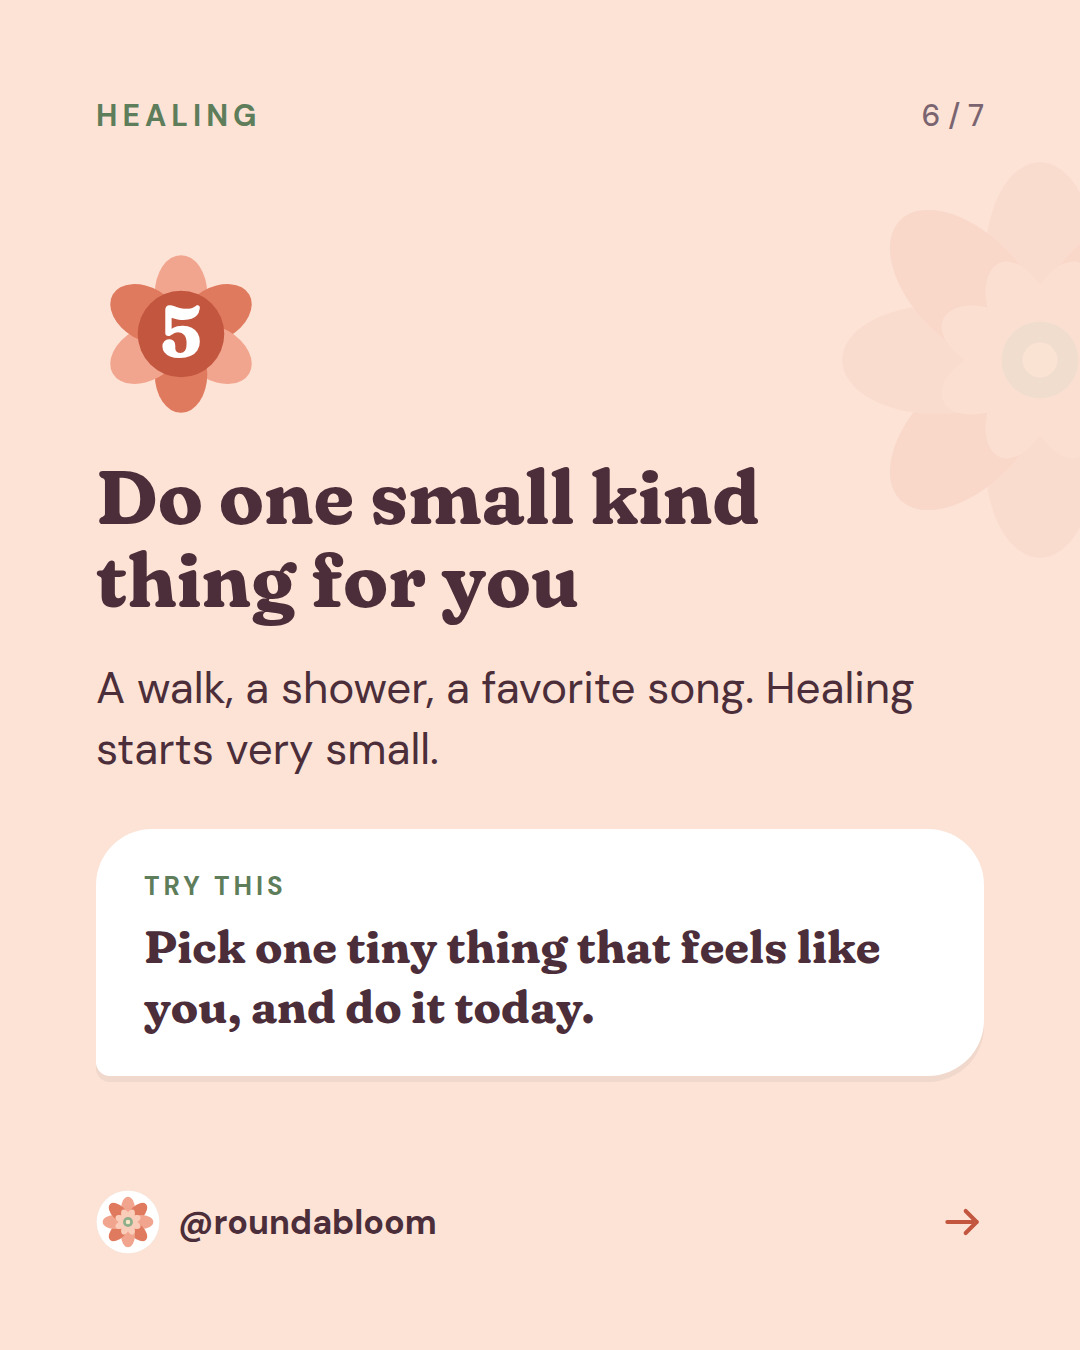 HEALING
6 / 7
5
Do one small kind
thing for you
A walk, a shower, a favorite song. Healing
starts very small.
TRY THIS
Pick one tiny thing that feels like
you, and do it today.
@roundabloom